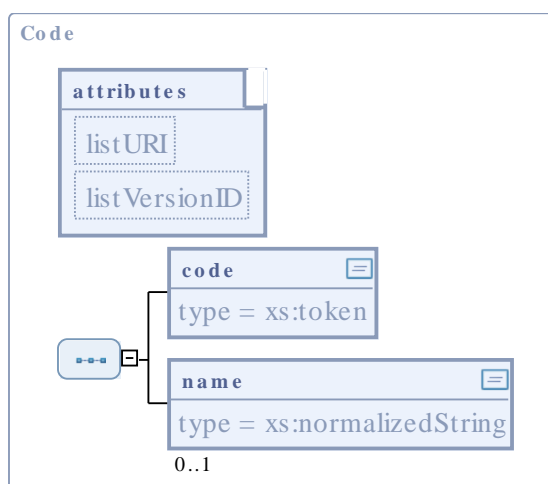 Code
attributes
listURI
listVersionID
code
type = xs:token
name
type = xs:normalizedString
0..1